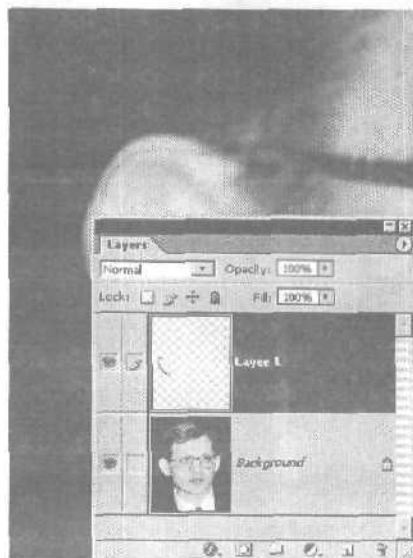 Layers
Normal Opacity: 100%
Lock: Fill: 100%
Layer 1
Background